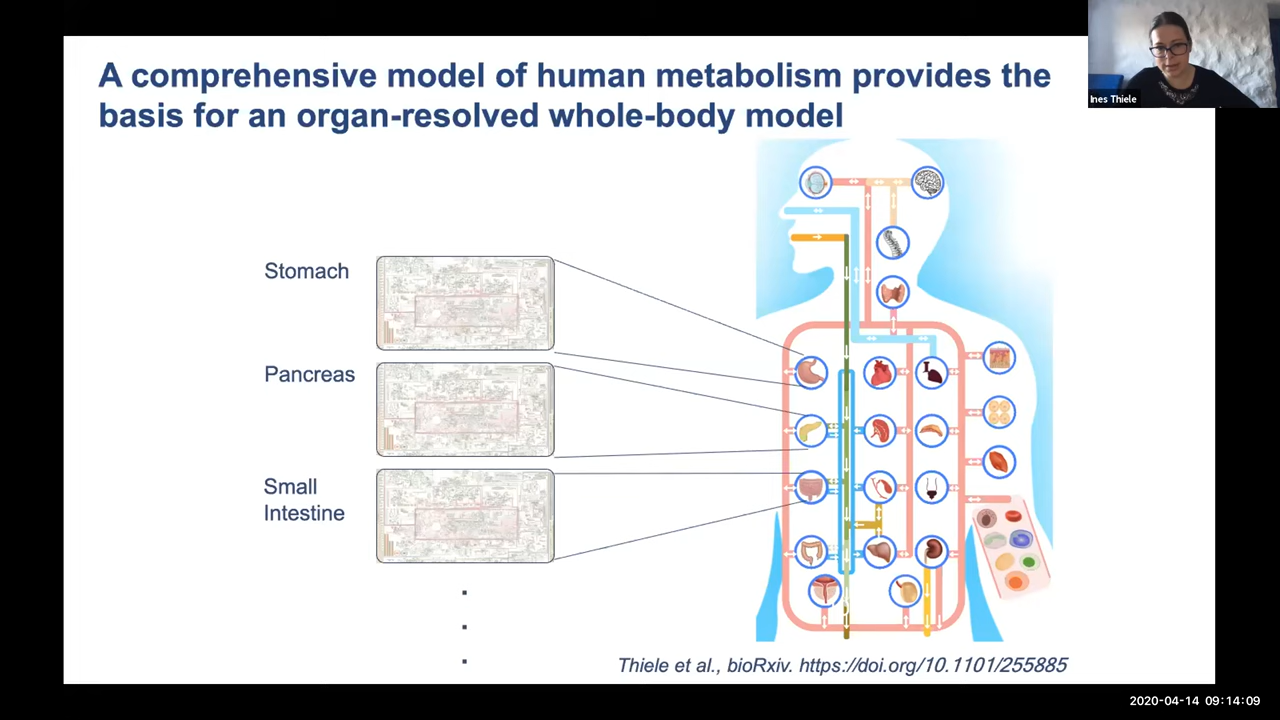 A comprehensive model of human metabolism provides the
basis for an organ-resolved whole-body model
Ines Thiele
Stomach
Pancreas
Small
Intestine
Thiele et al., bioRxiv. https://doi.org/10.1101/255885
2020-04-14 09:14:09